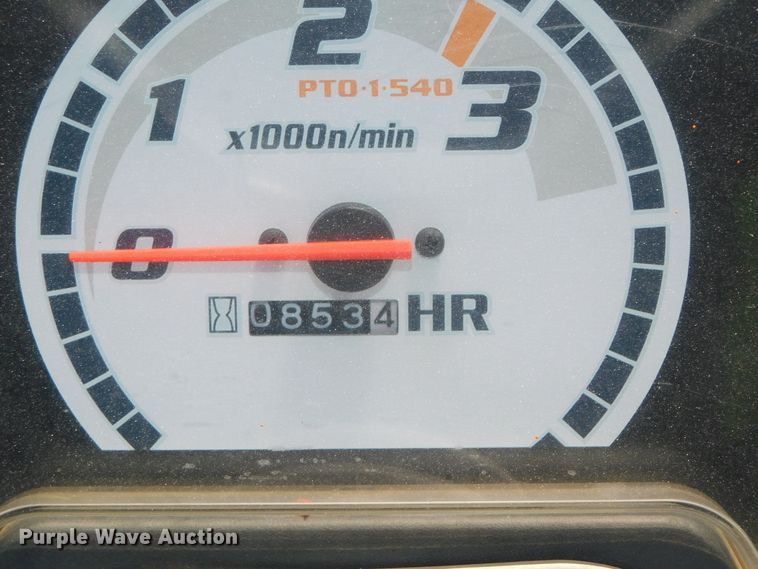 2
PTO·1·540
1
3
x1000n/min
0
08534 HR
Purple Wave Auction